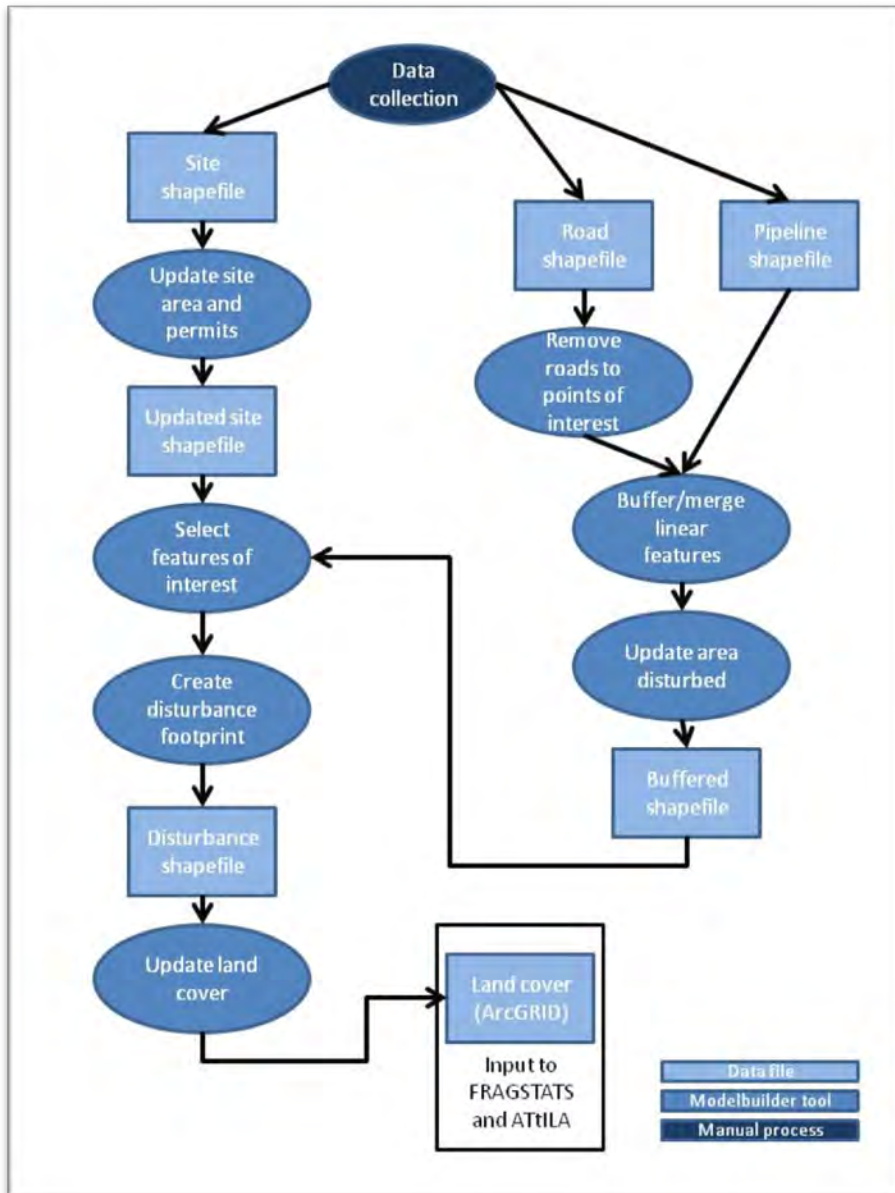 Data
collection
Site
shapefile
Road
shapefile
Pipeline
shapefile
Update site
area and
permits
Remove
roads to
points of
interest
Updated site
shapefile
Buffer/merge
linear
features
Select
features of
interest
Update area
disturbed
Create
disturbance
footprint
Buffered
shapefile
Disturbance
shapefile
Update land
cover
Land cover
(ArcGRID)
Input to
FRAGSTATS
and ATtILA
Data file
Modelbuilder tool
Manual process